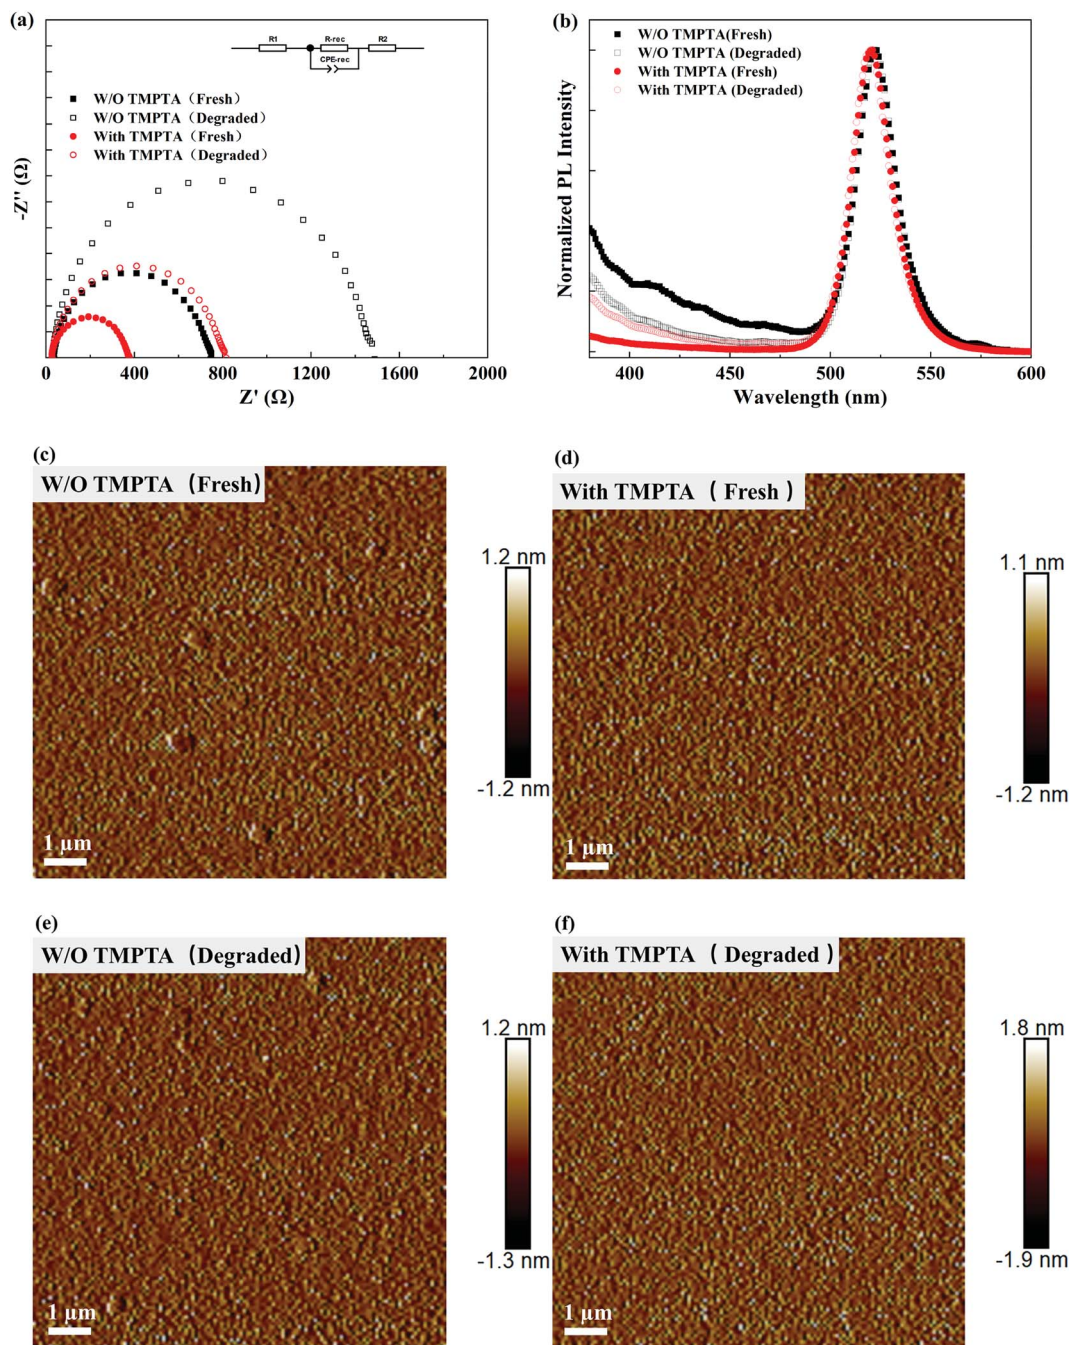 (a)
R1
R-rec
R2
CPE-rec
W/O TMPTA（Fresh）
W/O TMPTA（Degraded）
With TMPTA（Fresh）
With TMPTA（Degraded）
-Z'' (Ω)
0
400
800
1200
1600
2000
Z' (Ω)
(b)
W/O TMPTA(Fresh)
W/O TMPTA (Degraded)
With TMPTA (Fresh)
With TMPTA (Degraded)
Normalized PL Intensity
400
450
500
550
600
Wavelength (nm)
(c)
W/O TMPTA（Fresh）
1.2 nm
-1.2 nm
1 µm
(d)
With TMPTA（ Fresh ）
1.1 nm
-1.2 nm
1 µm
(e)
W/O TMPTA（Degraded）
1.2 nm
-1.3 nm
1 µm
(f)
With TMPTA（ Degraded ）
1.8 nm
-1.9 nm
1 µm